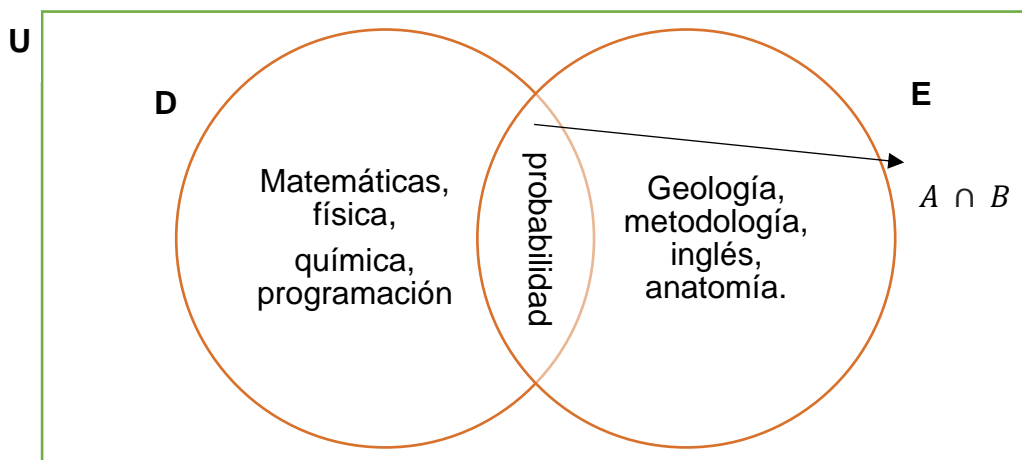 U
D
E
Matemáticas,
física,
química,
programación
probabilidad
Geología,
metodología,
inglés,
anatomía.
A ∩ B